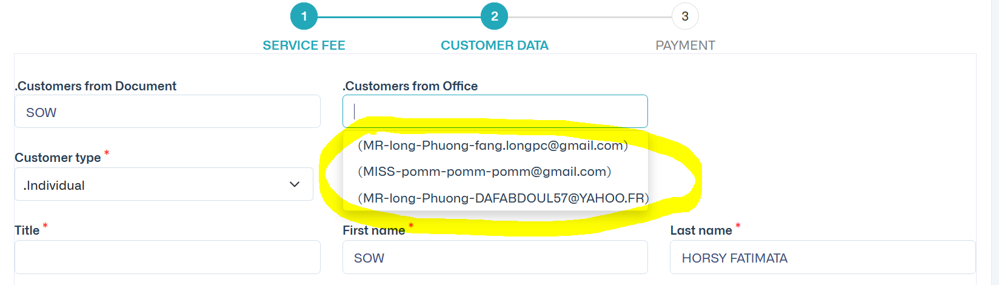 1 2 3
SERVICE FEE CUSTOMER DATA PAYMENT
.Customers from Document .Customers from Office
SOW
(MR-long-Phuong-fang.longpc@gmail.com)
(MISS-pomm-pomm-pomm@gmail.com)
(MR-long-Phuong-DAFABDOUL57@YAHOO.FR)
Customer type *
.Individual
Title * First name * Last name *
SOW HORSY FATIMATA